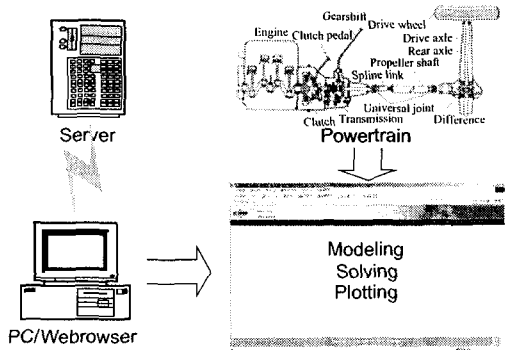 Gearshift
Drive wheel
Engine
Clutch pedal
Drive axle
Rear axle
Propeller shaft
Spline link
Universal joint
Clutch
Transmission
Difference
Server
Powertrain
Modeling
Solving
Plotting
PC/Webrowser